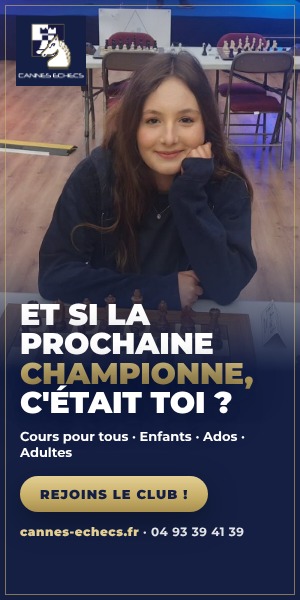 CANNES ECHECS
ET SI LA
PROCHAINE
CHAMPIONNE,
C'ÉTAIT TOI ?
Cours pour tous · Enfants · Ados ·
Adultes
REJOINS LE CLUB !
cannes-echecs.fr · 04 93 39 41 39